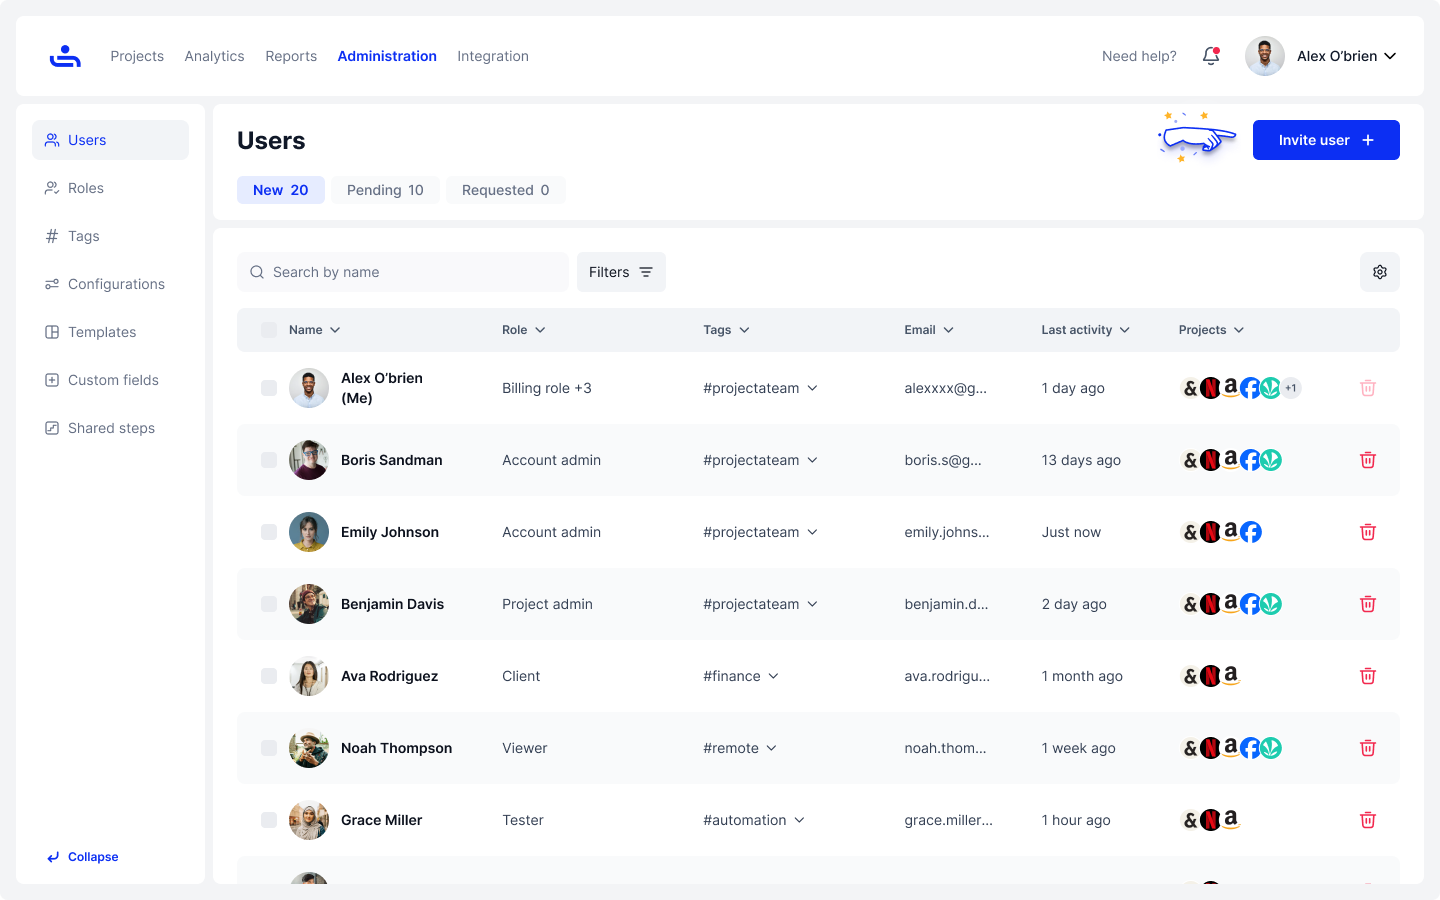 Projects Analytics Reports Administration Integration
Need help?
Alex O’brien
Users
Roles
Tags
Configurations
Templates
Custom fields
Shared steps
Collapse
Users
Invite user +
New 20 Pending 10 Requested 0
Search by name
Filters
Name Role Tags Email Last activity Projects
Alex O’brien
(Me)
Billing role +3 #projectateam alexxxx@g... 1 day ago & N a f +1
Boris Sandman Account admin #projectateam boris.s@g... 13 days ago & N a f
Emily Johnson Account admin #projectateam emily.johns... Just now & N a f
Benjamin Davis Project admin #projectateam benjamin.d... 2 day ago & N a f
Ava Rodriguez Client #finance ava.rodrigu... 1 month ago & N a
Noah Thompson Viewer #remote noah.thom... 1 week ago & N a f
Grace Miller Tester #automation grace.miller... 1 hour ago & N a